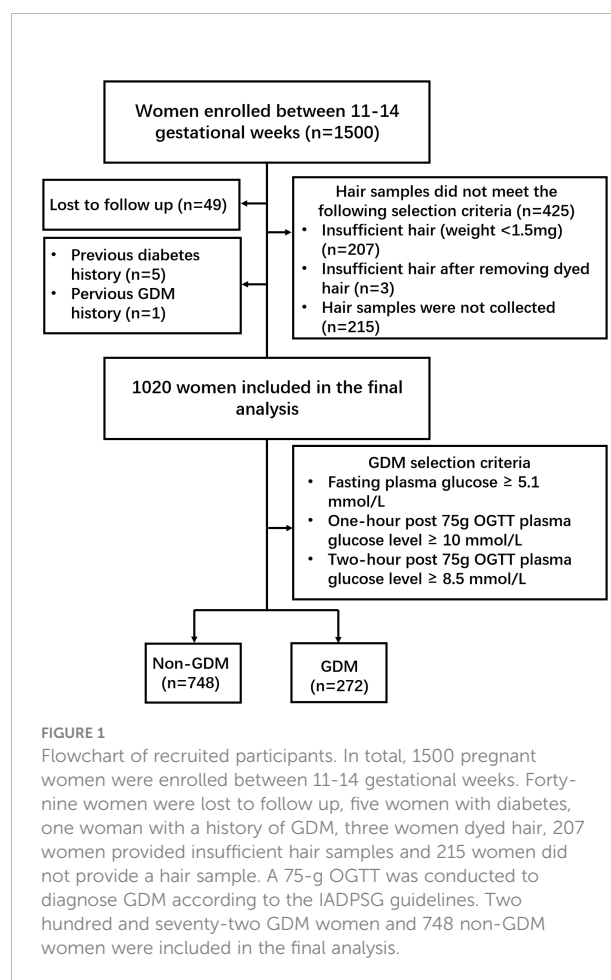 Women enrolled between 11-14
gestational weeks (n=1500)
Lost to follow up (n=49)
• Previous diabetes
history (n=5)
• Pervious GDM
history (n=1)
Hair samples did not meet the
following selection criteria (n=425)
• Insufficient hair (weight <1.5mg)
(n=207)
• Insufficient hair after removing dyed
hair (n=3)
• Hair samples were not collected
(n=215)
1020 women included in the final
analysis
GDM selection criteria
• Fasting plasma glucose ≥ 5.1
mmol/L
• One-hour post 75g OGTT plasma
glucose level ≥ 10 mmol/L
• Two-hour post 75g OGTT plasma
glucose level ≥ 8.5 mmol/L
Non-GDM
(n=748)
GDM
(n=272)
FIGURE 1
Flowchart of recruited participants. In total, 1500 pregnant
women were enrolled between 11-14 gestational weeks. Forty-
nine women were lost to follow up, five women with diabetes,
one woman with a history of GDM, three women dyed hair, 207
women provided insufficient hair samples and 215 women did
not provide a hair sample. A 75-g OGTT was conducted to
diagnose GDM according to the IADPSG guidelines. Two
hundred and seventy-two GDM women and 748 non-GDM
women were included in the final analysis.